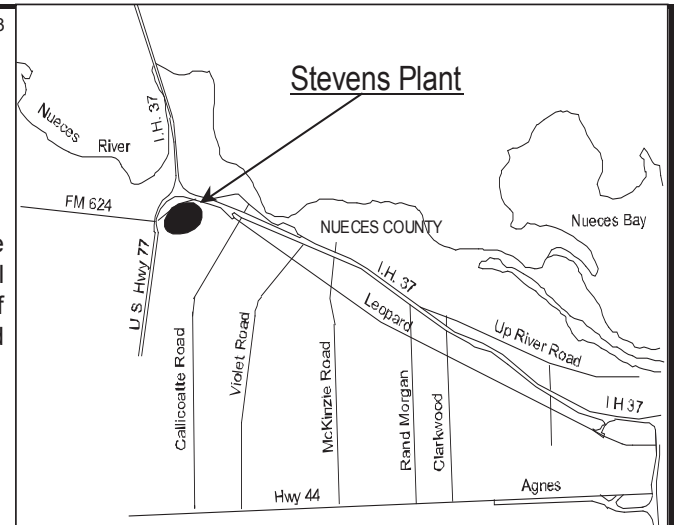 3
Stevens Plant
I.H. 37
Nueces
River
FM 624
NUECES COUNTY
Nueces Bay
e
l
f
d
U S Hwy 77
I.H. 37
Leopard
Up River Road
Callicoatte Road
Violet Road
McKinzie Road
Rand Morgan
Clarkwood
I H 37
Agnes
Hwy 44